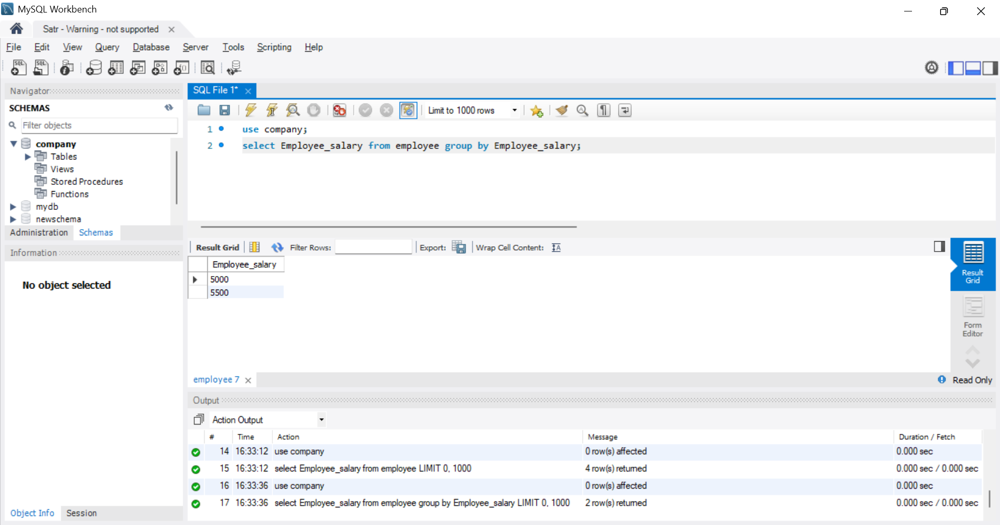 MySQL Workbench
Satr - Warning - not supported
File Edit View Query Database Server Tools Scripting Help
Navigator
SCHEMAS
Filter objects
company
Tables
Views
Stored Procedures
Functions
mydb
newschema
Administration Schemas
Information
No object selected
Object Info Session
SQL File 1*
Limit to 1000 rows
1 use company;
2 select Employee_salary from employee group by Employee_salary;
Result Grid Filter Rows: Export: Wrap Cell Content:
Employee_salary
5000
5500
Result
Grid
Form
Editor
employee 7
Read Only
Output
Action Output
# Time Action Message Duration / Fetch
14 16:33:12 use company 0 row(s) affected 0.000 sec
15 16:33:12 select Employee_salary from employee LIMIT 0, 1000 4 row(s) returned 0.000 sec / 0.000 sec
16 16:33:36 use company 0 row(s) affected 0.000 sec
17 16:33:36 select Employee_salary from employee group by Employee_salary LIMIT 0, 1000 2 row(s) returned 0.000 sec / 0.000 sec